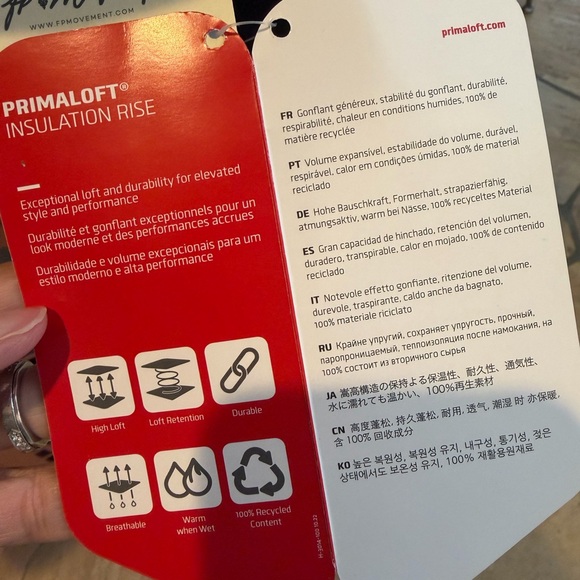 WWW.FPMOVEMENT.COM
PRIMALOFT®
INSULATION RISE
Exceptional loft and durability for elevated
style and performance
Durabilité et gonflant exceptionnels pour un
look moderne et des performances accrues
Durabilidade e volume excepcionais para um
estilo moderno e alta performance
High Loft
Loft Retention
Durable
Breathable
Warm
when Wet
100% Recycled
Content
primaloft.com
FR Gonflant généreux, stabilité du gonflant, durabilité,
respirabilité, chaleur en conditions humides, 100% de
matière recyclée
PT Volume expansível, estabilidade do volume, durável,
respirável, calor em condições úmidas, 100% de material
reciclado
DE Hohe Bauschkraft, Formerhalt, strapazierfähig,
atmungsaktiv, warm bei Nässe, 100% recyceltes Material
ES Gran capacidad de hinchado, retención del volumen,
duradero, transpirable, calor en mojado, 100% de contenido
reciclado
IT Notevole effetto gonfiante, ritenzione del volume,
durevole, traspirante, caldo anche da bagnato,
100% materiale riciclato
RU Крайне упругий, сохраняет упругость, прочный,
паропроницаемый, теплоизоляция после намокания, на
100% состоит из вторичного сырья
JA 嵩高構造の保持よる保温性、耐久性、通気性、
水に濡れても温かい、100%再生素材
CN 高度蓬松, 持久蓬松, 耐用, 透气, 潮湿 时 亦保暖,
含 100% 回收成分
KO 높은 복원성, 복원성 유지, 내구성, 통기성, 젖은
상태에서도 보온성 유지, 100% 재활용원재료